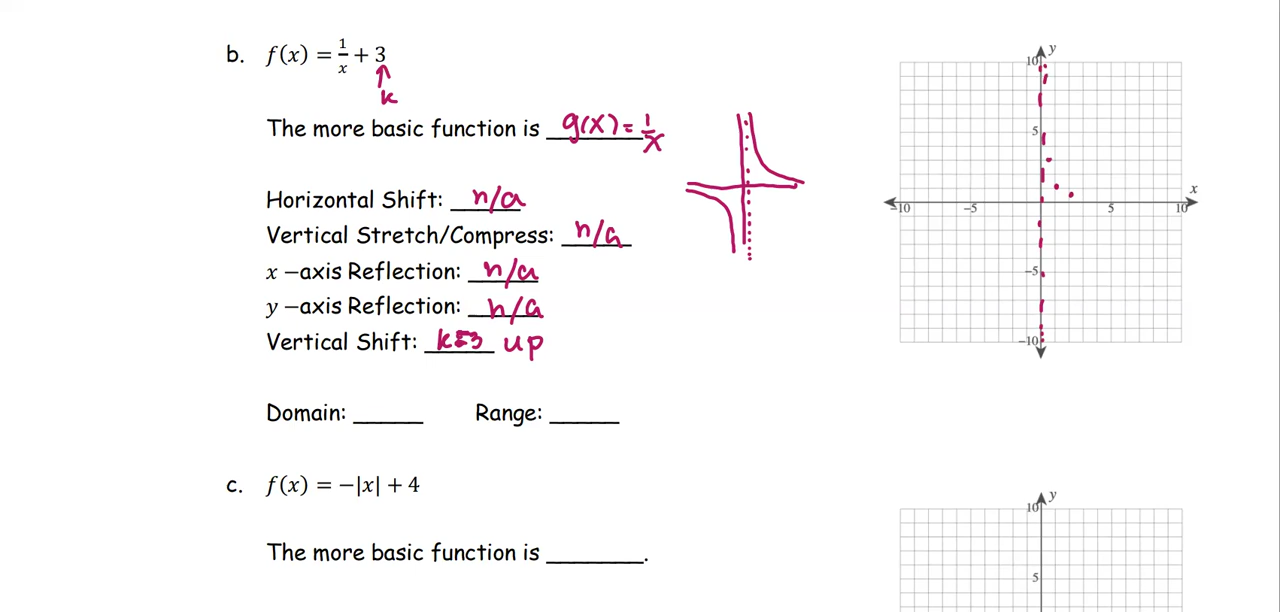 b. f(x) = 1/x + 3
k
The more basic function is g(x) = 1/x
Horizontal Shift: n/a
Vertical Stretch/Compress: n/a
x −axis Reflection: n/a
y −axis Reflection: n/a
Vertical Shift: k=3 up
Domain: ______ Range: ______
y
10
5
x
−10 −5 5 10
−5
−10
c. f(x) = −|x| + 4
The more basic function is ________.
y
10
5